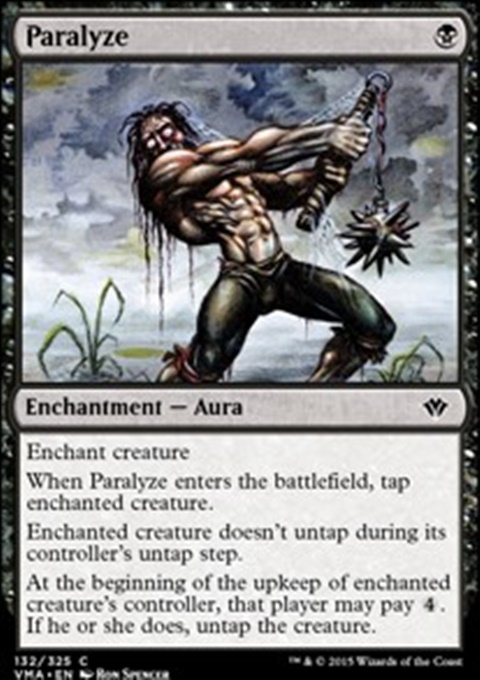 Paralyze
Enchantment — Aura
Enchant creature
When Paralyze enters the battlefield, tap
enchanted creature.
Enchanted creature doesn't untap during its
controller's untap step.
At the beginning of the upkeep of enchanted
creature's controller, that player may pay 4.
If he or she does, untap the creature.
132/325 C
VMA • EN Ron Spencer
™ & © 2015 Wizards of the Coast